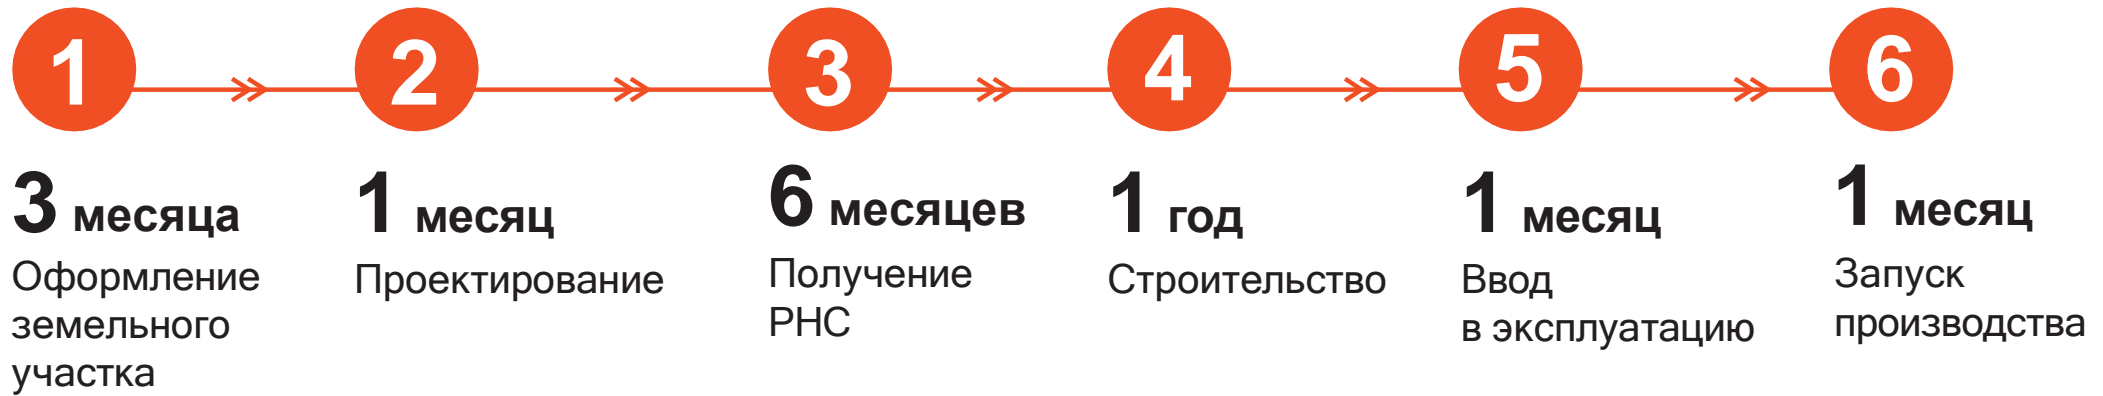 1
2
3
4
5
6
3 месяца
Оформление
земельного
участка
1 месяц
Проектирование
6 месяцев
Получение
РНС
1 год
Строительство
1 месяц
Ввод
в эксплуатацию
1 месяц
Запуск
производства